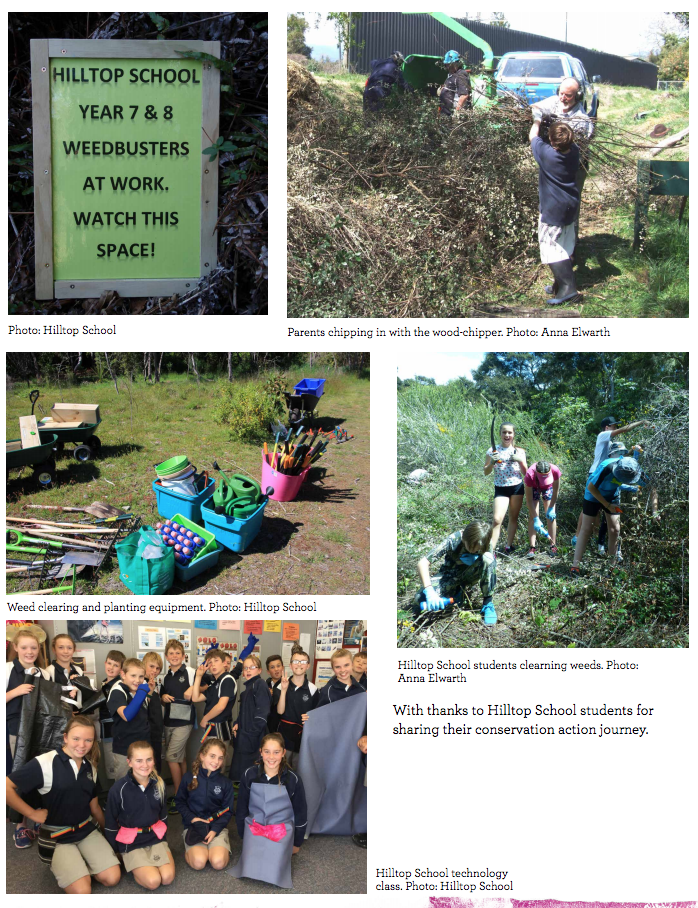 HILLTOP SCHOOL
YEAR 7 & 8
WEEDBUSTERS
AT WORK.
WATCH THIS
SPACE!
Photo: Hilltop School
Parents chipping in with the wood-chipper. Photo: Anna Elwarth
Weed clearing and planting equipment. Photo: Hilltop School
Hilltop School students clearning weeds. Photo:
Anna Elwarth
With thanks to Hilltop School students for
sharing their conservation action journey.
Hilltop School technology
class. Photo: Hilltop School